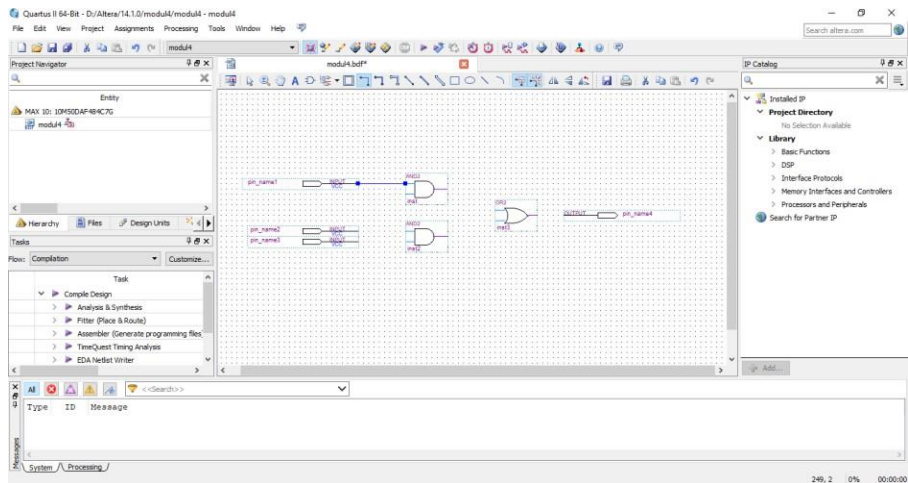 Quartus II 64-Bit - D:/Altera/14.1.0/modul4/modul4 - modul4
File Edit View Project Assignments Processing Tools Window Help
Search altera.com
modul4
Project Navigator
modul4.bdf*
IP Catalog
Entity
MAX 10: 10M50DAF484C7G
modul4
Hierarchy Files Design Units
Tasks
Flow: Compilation Customize...
Task
Compile Design
Analysis & Synthesis
Fitter (Place & Route)
Assembler (Generate programming files)
TimeQuest Timing Analysis
EDA Netlist Writer
pin_name1 INPUT VCC
AND2
inst
pin_name2 INPUT VCC
pin_name3 INPUT VCC
AND2
inst2
OR2
inst3
OUTPUT pin_name4
Installed IP
Project Directory
No Selection Available
Library
Basic Functions
DSP
Interface Protocols
Memory Interfaces and Controllers
Processors and Peripherals
Search for Partner IP
Add...
All <<Search>>
Type ID Message
Messages
System Processing
249, 2 0% 00:00:00